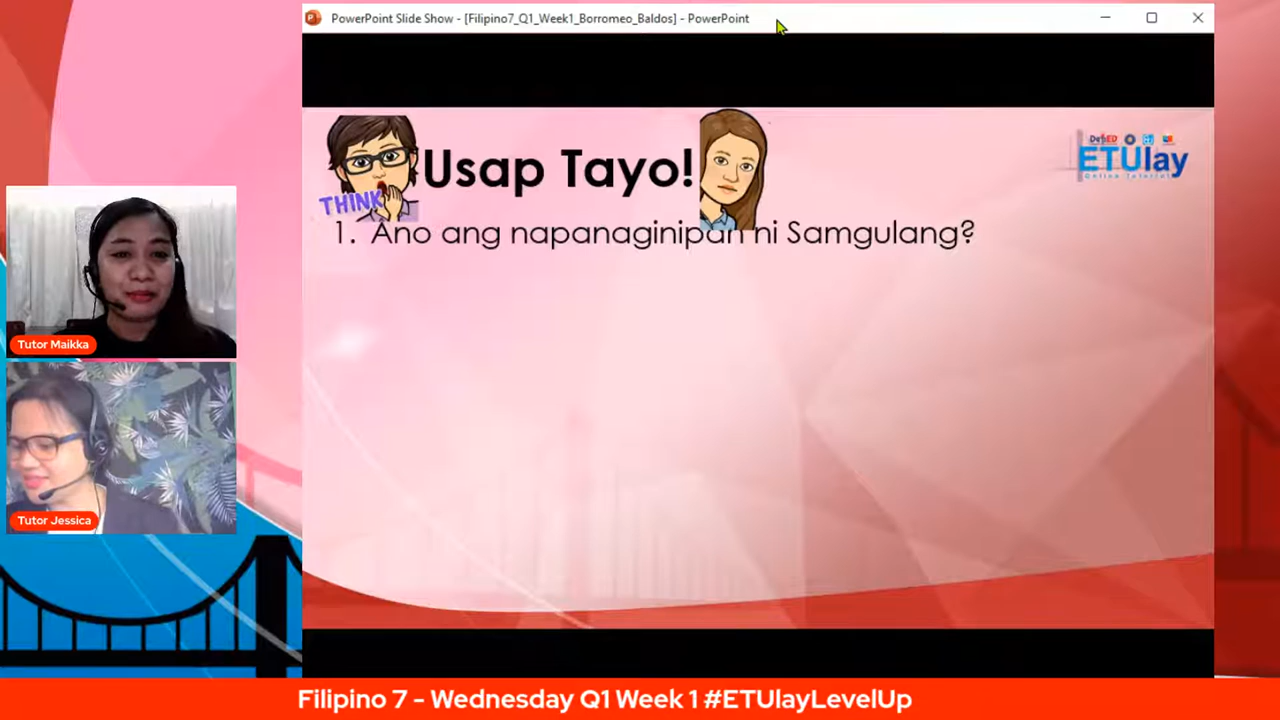 PowerPoint Slide Show - [Filipino7_Q1_Week1_Borromeo_Baldos] - PowerPoint
Usap Tayo!
THINK
DepED
ETUlay
Online Tutorial
1. Ano ang napanaginipan ni Samgulang?
Tutor Maikka
Tutor Jessica
Filipino 7 - Wednesday Q1 Week 1 #ETUlayLevelUp